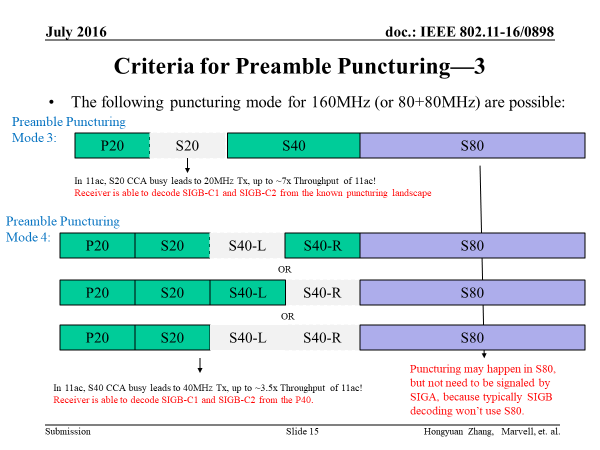 July 2016 doc.: IEEE 802.11-16/0898
Criteria for Preamble Puncturing—3
• The following puncturing mode for 160MHz (or 80+80MHz) are possible:
Preamble Puncturing
Mode 3:
P20 S20 S40 S80
In 11ac, S20 CCA busy leads to 20MHz Tx, up to ~7x Throughput of 11ac!
Receiver is able to decode SIGB-C1 and SIGB-C2 from the known puncturing landscape
Preamble Puncturing
Mode 4:
P20 S20 S40-L S40-R S80
OR
P20 S20 S40-L S40-R S80
OR
P20 S20 S40-L S40-R S80
In 11ac, S40 CCA busy leads to 40MHz Tx, up to ~3.5x Throughput of 11ac!
Receiver is able to decode SIGB-C1 and SIGB-C2 from the P40.
Puncturing may happen in S80,
but not need to be signaled by
SIGA, because typically SIGB
decoding won't use S80.
Submission Slide 15 Hongyuan Zhang, Marvell, et. al.